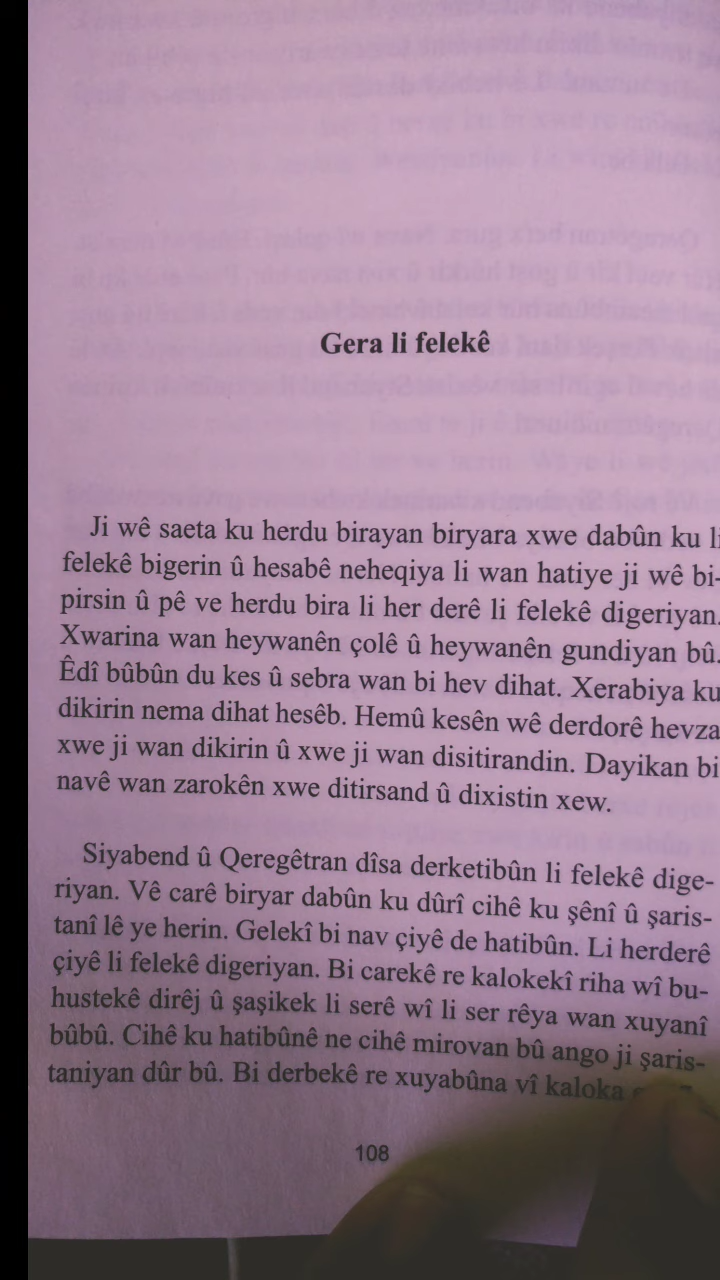 Gera li felekê
Ji wê saeta ku herdu birayan biryara xwe dabûn ku li
felekê bigerin û hesabê neheqiya li wan hatiye ji wê bi-
pirsin û pê ve herdu bira li her derê li felekê digeriyan.
Xwarina wan heywanên çolê û heywanên gundiyan bû.
Êdî bûbûn du kes û sebra wan bi hev dihat. Xerabiya ku
dikirin nema dihat hesêb. Hemû kesên wê derdorê hevza
xwe ji wan dikirin û xwe ji wan disitirandin. Dayikan bi
navê wan zarokên xwe ditirsand û dixistin xew.
Siyabend û Qeregêtran dîsa derketibûn li felekê dige-
riyan. Vê carê biryar dabûn ku dûrî cihê ku şênî û şaris-
tanî lê ye herin. Gelekî bi nav çiyê de hatibûn. Li herderê
çiyê li felekê digeriyan. Bi carekê re kalokekî riha wî bu-
hustekê dirêj û şaşikek li serê wî li ser rêya wan xuyanî
bûbû. Cihê ku hatibûnê ne cihê mirovan bû ango ji şaris-
taniyan dûr bû. Bi derbekê re xuyabûna vî kaloka
108